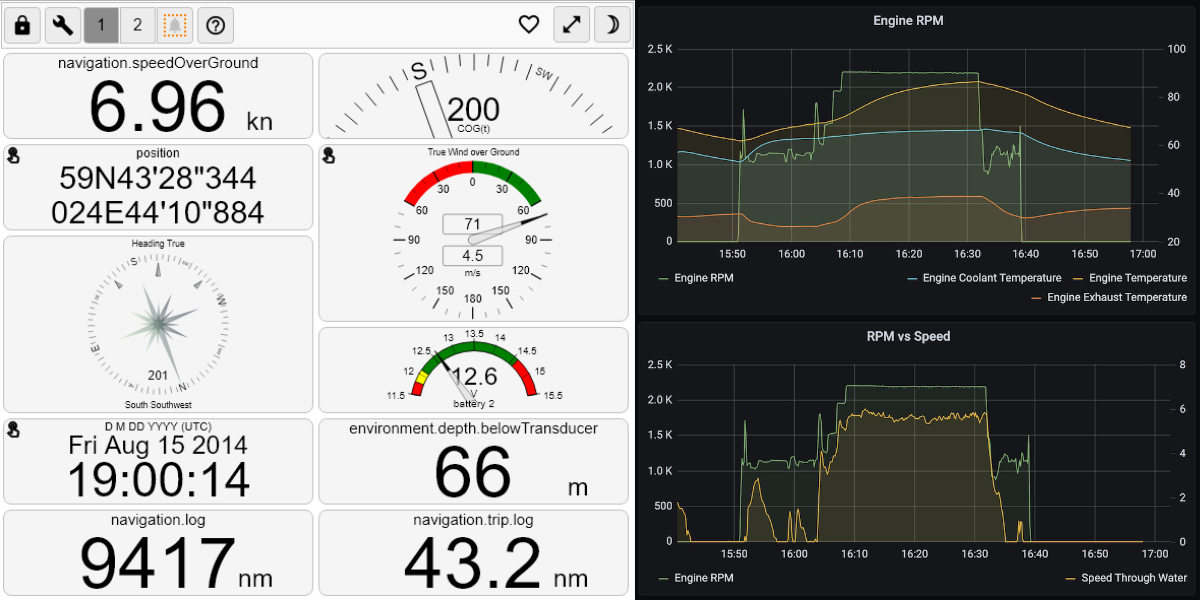 1
2
navigation.speedOverGround
6.96 kn
S
SW
200
COG(t)
position
59N43'28"344
024E44'10"884
True Wind over Ground
0
30
30
60
60
71
90
90
4.5
m/s
120
120
150
150
180
Heading True
S
W
E
N
201
South Southwest
13.5
13
14
12.5
14.5
12
15
11.5
15.5
12.6
V
battery 2
D M DD YYYY (UTC)
Fri Aug 15 2014
19:00:14
environment.depth.belowTransducer
66 m
navigation.log
9417 nm
navigation.trip.log
43.2 nm
Engine RPM
2.5 K
100
2.0 K
80
1.5 K
60
1.0 K
40
500
0
20
15:50 16:00 16:10 16:20 16:30 16:40 16:50 17:00
Engine RPM
Engine Coolant Temperature
Engine Temperature
Engine Exhaust Temperature
RPM vs Speed
2.5 K
8
2.0 K
6
1.5 K
4
1.0 K
2
500
0
0
15:50 16:00 16:10 16:20 16:30 16:40 16:50 17:00
Engine RPM
Speed Through Water